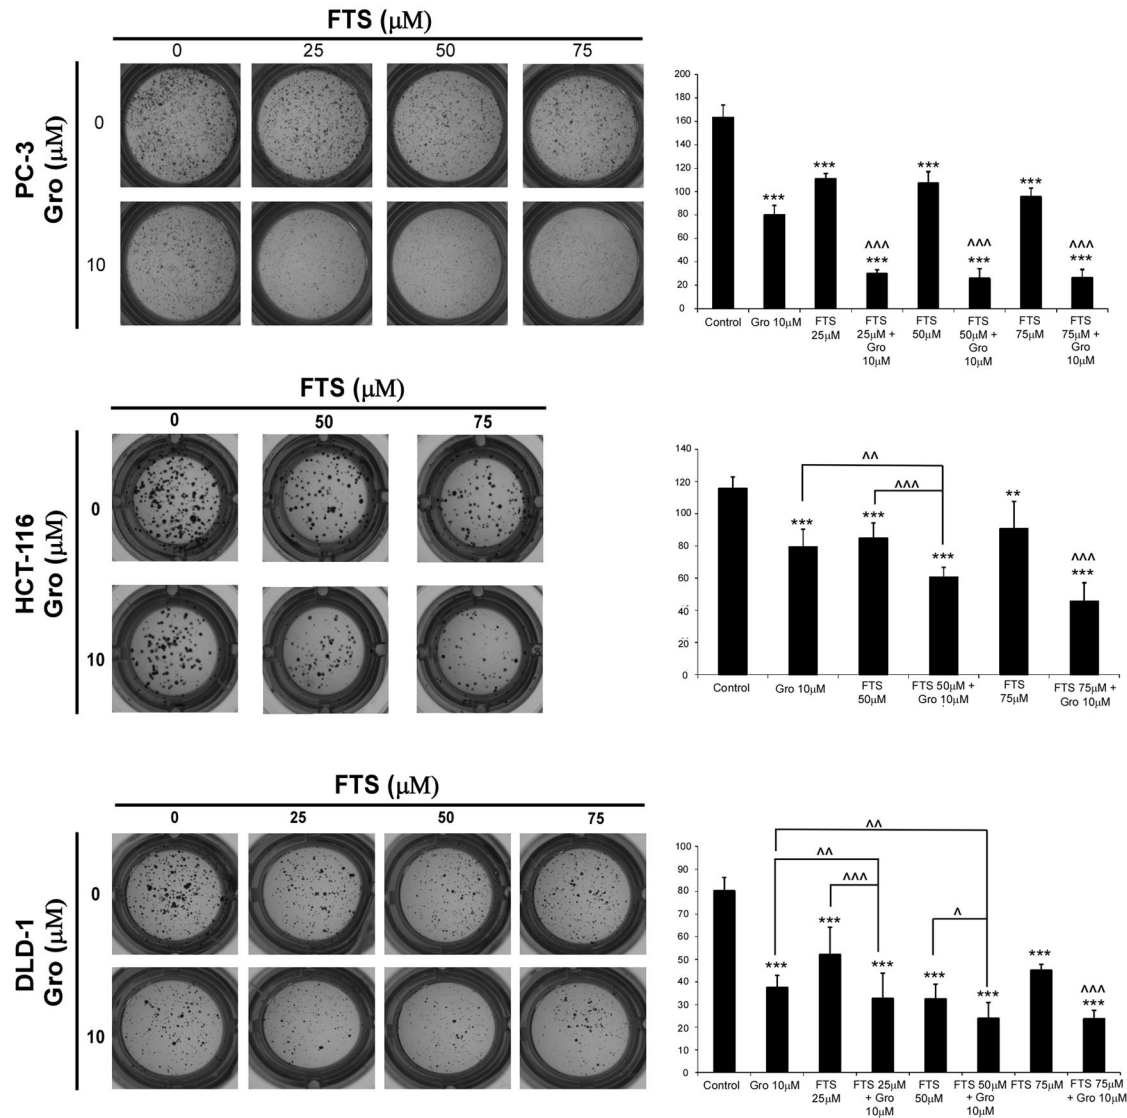 FTS (μM)
0 25 50 75
PC-3
Gro (μM)
0
10
200
180
160
140
120
100
80
60
40
20
0
***
***
^^^
***
***
^^^
***
***
^^^
***
Control
Gro 10μM
FTS
25μM
FTS
25μM +
Gro
10μM
FTS
50μM
FTS
50μM +
Gro
10μM
FTS
75μM
FTS
75μM +
Gro
10μM
FTS (μM)
0 50 75
HCT-116
Gro (μM)
0
10
140
120
100
80
60
40
20
0
^^
^^^
***
***
***
**
^^^
***
Control
Gro 10μM
FTS
50μM
FTS 50μM +
Gro 10μM
FTS
75μM
FTS 75μM +
Gro 10μM
FTS (μM)
0 25 50 75
DLD-1
Gro (μM)
0
10
100
90
80
70
60
50
40
30
20
10
0
^^
^^
^^^
^
***
***
***
***
***
***
^^^
***
Control
Gro 10μM
FTS
25μM
FTS 25μM
+ Gro
10μM
FTS
50μM
FTS 50μM
+ Gro
10μM
FTS 75μM
FTS 75μM
+ Gro 10μM